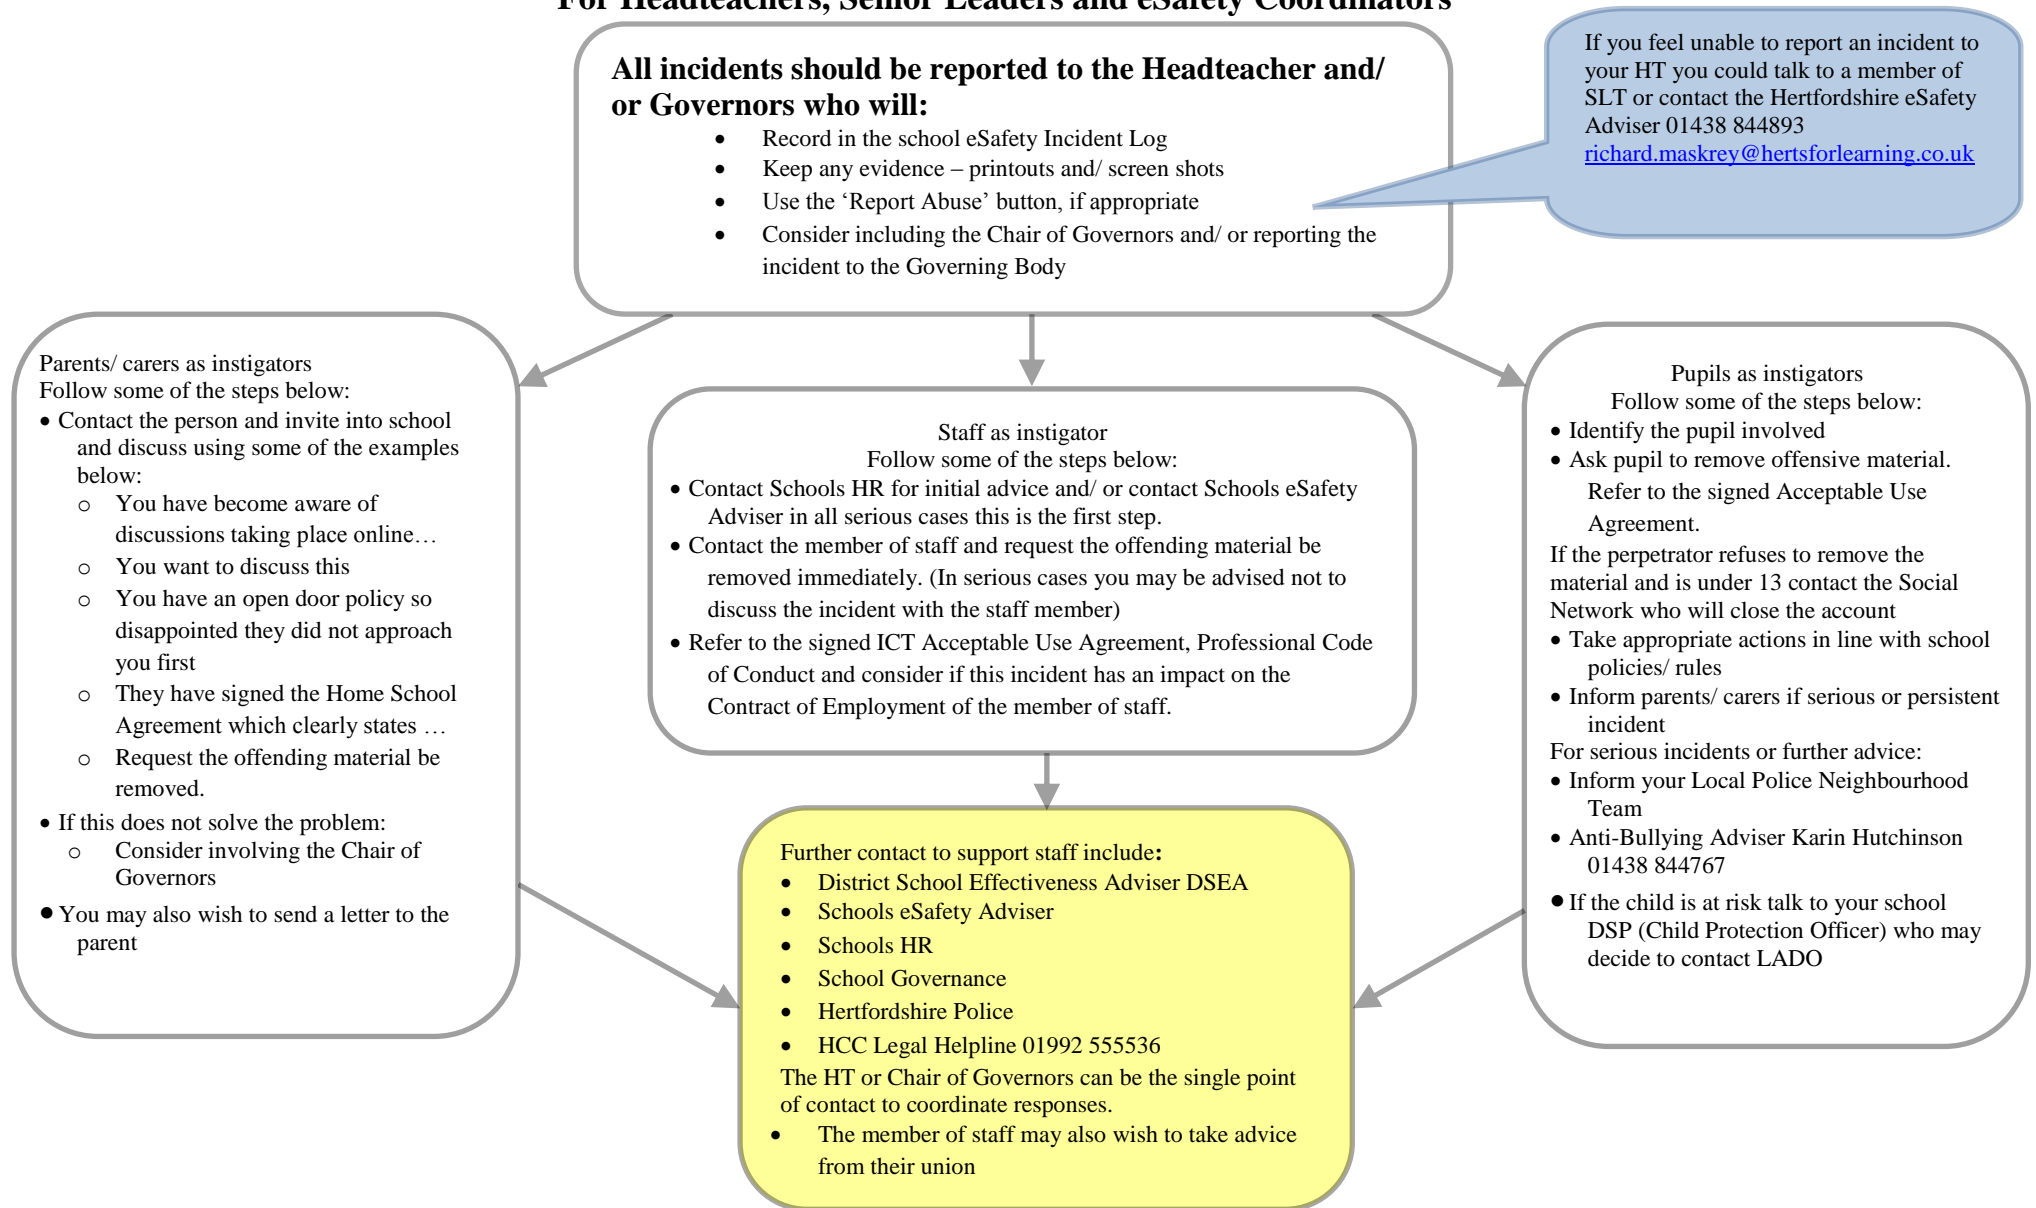 For Headteachers, Senior Leaders and eSafety Coordinators
All incidents should be reported to the Headteacher and/
or Governors who will:
• Record in the school eSafety Incident Log
• Keep any evidence – printouts and/ screen shots
• Use the ‘Report Abuse’ button, if appropriate
• Consider including the Chair of Governors and/ or reporting the
incident to the Governing Body
If you feel unable to report an incident to
your HT you could talk to a member of
SLT or contact the Hertfordshire eSafety
Adviser 01438 844893
richard.maskrey@hertsforlearning.co.uk
Parents/ carers as instigators
Follow some of the steps below:
• Contact the person and invite into school
and discuss using some of the examples
below:
o You have become aware of
discussions taking place online…
o You want to discuss this
o You have an open door policy so
disappointed they did not approach
you first
o They have signed the Home School
Agreement which clearly states …
o Request the offending material be
removed.
• If this does not solve the problem:
o Consider involving the Chair of
Governors
• You may also wish to send a letter to the
parent
Staff as instigator
Follow some of the steps below:
• Contact Schools HR for initial advice and/ or contact Schools eSafety
Adviser in all serious cases this is the first step.
• Contact the member of staff and request the offending material be
removed immediately. (In serious cases you may be advised not to
discuss the incident with the staff member)
• Refer to the signed ICT Acceptable Use Agreement, Professional Code
of Conduct and consider if this incident has an impact on the
Contract of Employment of the member of staff.
Pupils as instigators
Follow some of the steps below:
• Identify the pupil involved
• Ask pupil to remove offensive material.
Refer to the signed Acceptable Use
Agreement.
If the perpetrator refuses to remove the
material and is under 13 contact the Social
Network who will close the account
• Take appropriate actions in line with school
policies/ rules
• Inform parents/ carers if serious or persistent
incident
For serious incidents or further advice:
• Inform your Local Police Neighbourhood
Team
• Anti-Bullying Adviser Karin Hutchinson
01438 844767
• If the child is at risk talk to your school
DSP (Child Protection Officer) who may
decide to contact LADO
Further contact to support staff include:
• District School Effectiveness Adviser DSEA
• Schools eSafety Adviser
• Schools HR
• School Governance
• Hertfordshire Police
• HCC Legal Helpline 01992 555536
The HT or Chair of Governors can be the single point
of contact to coordinate responses.
• The member of staff may also wish to take advice
from their union